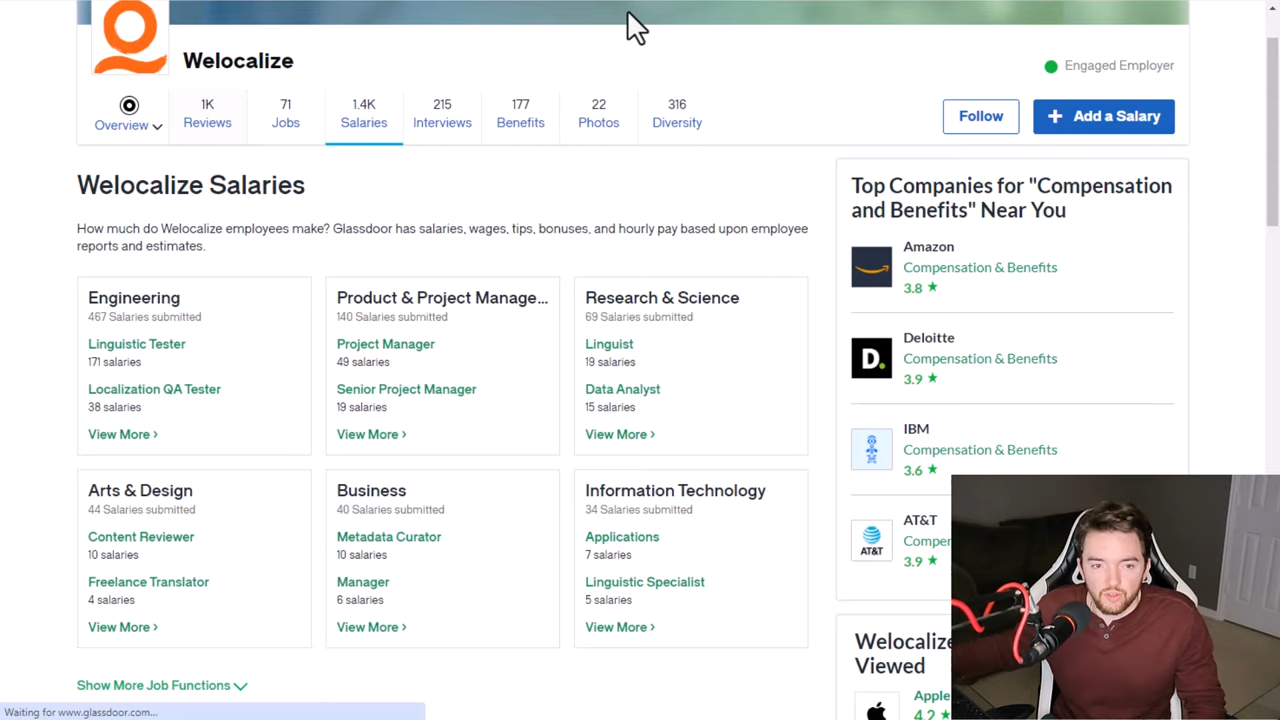 Welocalize
Engaged Employer
Overview
1K
Reviews
71
Jobs
1.4K
Salaries
215
Interviews
177
Benefits
22
Photos
316
Diversity
Follow
+ Add a Salary
Welocalize Salaries
How much do Welocalize employees make? Glassdoor has salaries, wages, tips, bonuses, and hourly pay based upon employee
reports and estimates.
Engineering
467 Salaries submitted
Linguistic Tester
171 salaries
Localization QA Tester
38 salaries
View More ›
Product & Project Manage...
140 Salaries submitted
Project Manager
49 salaries
Senior Project Manager
19 salaries
View More ›
Research & Science
69 Salaries submitted
Linguist
19 salaries
Data Analyst
15 salaries
View More ›
Arts & Design
44 Salaries submitted
Content Reviewer
10 salaries
Freelance Translator
4 salaries
View More ›
Business
40 Salaries submitted
Metadata Curator
10 salaries
Manager
6 salaries
View More ›
Information Technology
34 Salaries submitted
Applications
7 salaries
Linguistic Specialist
5 salaries
View More ›
Show More Job Functions
Top Companies for "Compensation
and Benefits" Near You
Amazon
Compensation & Benefits
3.8 ★
Deloitte
Compensation & Benefits
3.9 ★
D.
IBM
Compensation & Benefits
3.6 ★
AT&T
Compen
3.9 ★
AT&T
Welocalize
Viewed
Apple
4.2 ★
Waiting for www.glassdoor.com...